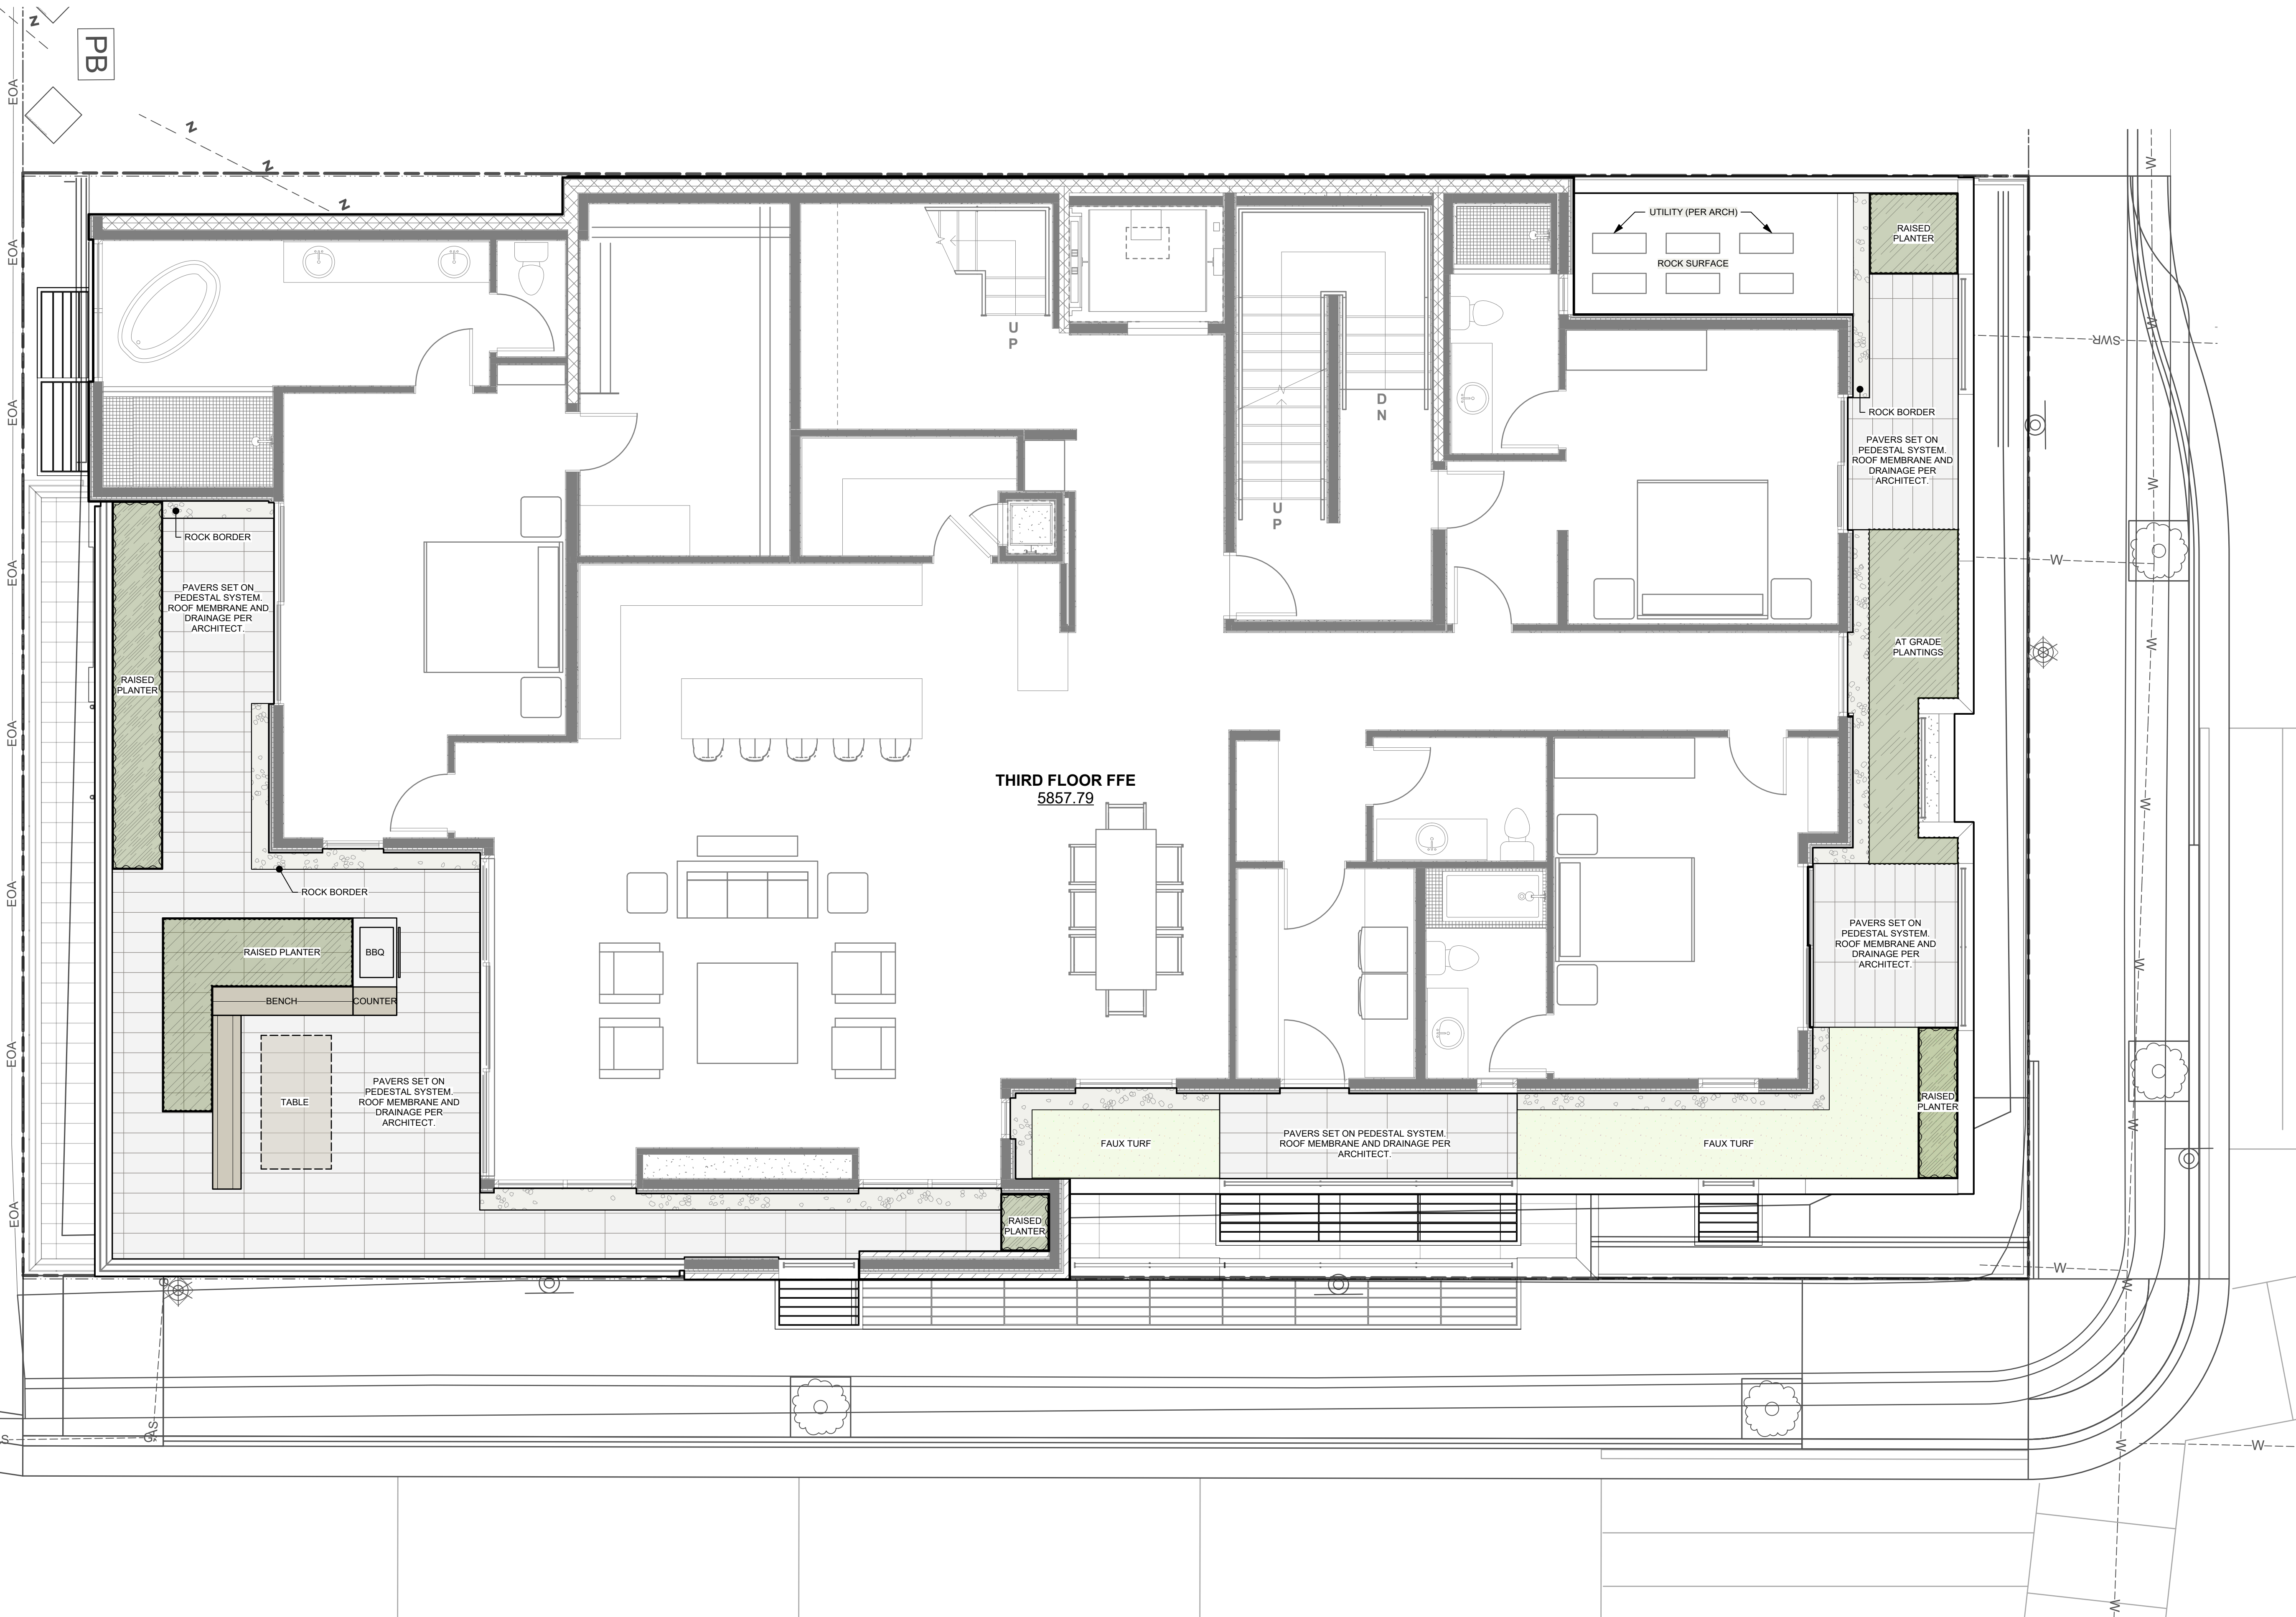 PB
UTILITY (PER ARCH)
ROCK SURFACE
RAISED
PLANTER
UP
DN
UP
ROCK BORDER
PAVERS SET ON
PEDESTAL SYSTEM.
ROOF MEMBRANE AND
DRAINAGE PER
ARCHITECT.
ROCK BORDER
PAVERS SET ON
PEDESTAL SYSTEM.
ROOF MEMBRANE AND
DRAINAGE PER
ARCHITECT.
RAISED
PLANTER
AT GRADE
PLANTINGS
THIRD FLOOR FFE
5857.79
ROCK BORDER
RAISED PLANTER
BBQ
BENCH
COUNTER
TABLE
PAVERS SET ON
PEDESTAL SYSTEM.
ROOF MEMBRANE AND
DRAINAGE PER
ARCHITECT.
PAVERS SET ON
PEDESTAL SYSTEM.
ROOF MEMBRANE AND
DRAINAGE PER
ARCHITECT.
RAISED
PLANTER
FAUX TURF
PAVERS SET ON PEDESTAL SYSTEM.
ROOF MEMBRANE AND DRAINAGE PER
ARCHITECT.
FAUX TURF
RAISED
PLANTER
EOA
EOA
EOA
EOA
EOA
EOA
EOA
EOA
SWR
GAS
S
Z
Z
Z
Z
W
W
W
W
W
W
W
W
W
W
W
W
W
W